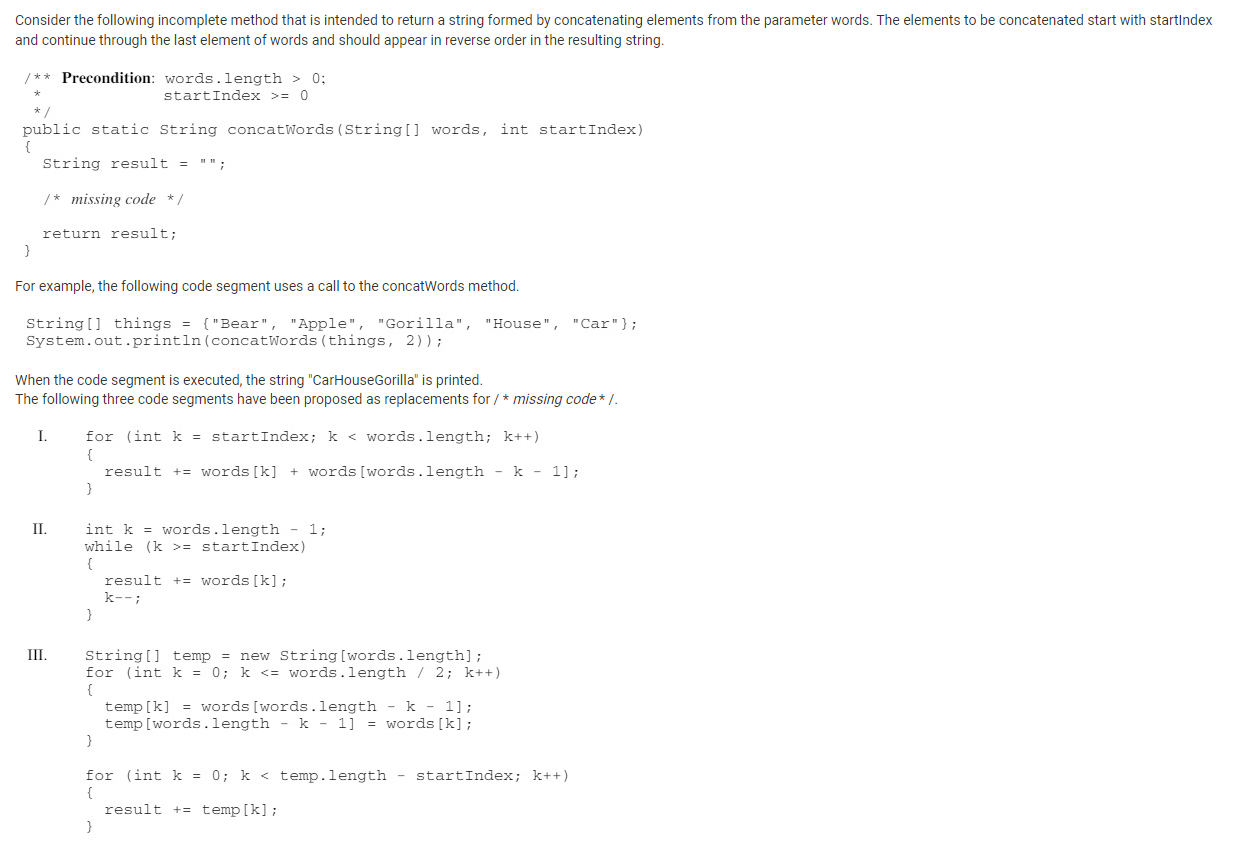 Consider the following incomplete method that is intended to return a string formed by concatenating elements from the parameter words. The elements to be concatenated start with startIndex
and continue through the last element of words and should appear in reverse order in the resulting string.
/** Precondition: words.length > 0;
* startIndex >= 0
*/
public static String concatWords(String[] words, int startIndex)
{
String result = "";
/* missing code */
return result;
}
For example, the following code segment uses a call to the concatWords method.
String[] things = {"Bear", "Apple", "Gorilla", "House", "Car"};
System.out.println(concatWords(things, 2));
When the code segment is executed, the string "CarHouseGorilla" is printed.
The following three code segments have been proposed as replacements for / * missing code* /.
I. for (int k = startIndex; k < words.length; k++)
{
result += words[k] + words[words.length - k - 1];
}
II. int k = words.length - 1;
while (k >= startIndex)
{
result += words[k];
k--;
}
III. String[] temp = new String[words.length];
for (int k = 0; k <= words.length / 2; k++)
{
temp[k] = words[words.length - k - 1];
temp[words.length - k - 1] = words[k];
}
for (int k = 0; k < temp.length - startIndex; k++)
{
result += temp[k];
}